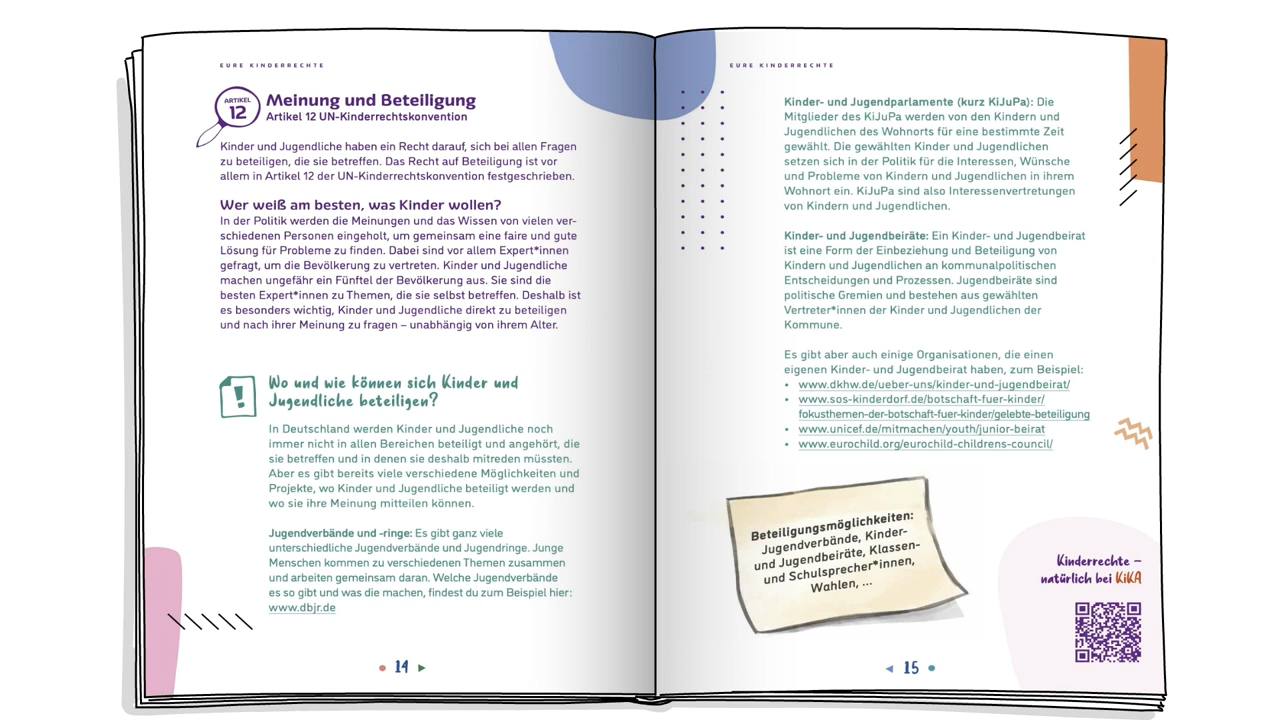 EURE KINDERRECHTE
ARTIKEL
12
Meinung und Beteiligung
Artikel 12 UN-Kinderrechtskonvention
Kinder und Jugendliche haben ein Recht darauf, sich bei allen Fragen
zu beteiligen, die sie betreffen. Das Recht auf Beteiligung ist vor
allem in Artikel 12 der UN-Kinderrechtskonvention festgeschrieben.
Wer weiß am besten, was Kinder wollen?
In der Politik werden die Meinungen und das Wissen von vielen ver-
schiedenen Personen eingeholt, um gemeinsam eine faire und gute
Lösung für Probleme zu finden. Dabei sind vor allem Expert*innen
gefragt, um die Bevölkerung zu vertreten. Kinder und Jugendliche
machen ungefähr ein Fünftel der Bevölkerung aus. Sie sind die
besten Expert*innen zu Themen, die sie selbst betreffen. Deshalb ist
es besonders wichtig, Kinder und Jugendliche direkt zu beteiligen
und nach ihrer Meinung zu fragen – unabhängig von ihrem Alter.
Wo und wie können sich Kinder und
Jugendliche beteiligen?
In Deutschland werden Kinder und Jugendliche noch
immer nicht in allen Bereichen beteiligt und angehört, die
sie betreffen und in denen sie deshalb mitreden müssten.
Aber es gibt bereits viele verschiedene Möglichkeiten und
Projekte, wo Kinder und Jugendliche beteiligt werden und
wo sie ihre Meinung mitteilen können.
Jugendverbände und -ringe: Es gibt ganz viele
unterschiedliche Jugendverbände und Jugendringe. Junge
Menschen kommen zu verschiedenen Themen zusammen
und arbeiten gemeinsam daran. Welche Jugendverbände
es so gibt und was die machen, findest du zum Beispiel hier:
www.dbjr.de
14
EURE KINDERRECHTE
Kinder- und Jugendparlamente (kurz KiJuPa): Die
Mitglieder des KiJuPa werden von den Kindern und
Jugendlichen des Wohnorts für eine bestimmte Zeit
gewählt. Die gewählten Kinder und Jugendlichen
setzen sich in der Politik für die Interessen, Wünsche
und Probleme von Kindern und Jugendlichen in ihrem
Wohnort ein. KiJuPa sind also Interessenvertretungen
von Kindern und Jugendlichen.
Kinder- und Jugendbeiräte: Ein Kinder- und Jugendbeirat
ist eine Form der Einbeziehung und Beteiligung von
Kindern und Jugendlichen an kommunalpolitischen
Entscheidungen und Prozessen. Jugendbeiräte sind
politische Gremien und bestehen aus gewählten
Vertreter*innen der Kinder und Jugendlichen der
Kommune.
Es gibt aber auch einige Organisationen, die einen
eigenen Kinder- und Jugendbeirat haben, zum Beispiel:
• www.dkhw.de/ueber-uns/kinder-und-jugendbeirat/
• www.sos-kinderdorf.de/botschaft-fuer-kinder/
fokusthemen-der-botschaft-fuer-kinder/gelebte-beteiligung
• www.unicef.de/mitmachen/youth/junior-beirat
• www.eurochild.org/eurochild-childrens-council/
Beteiligungsmöglichkeiten:
Jugendverbände, Kinder-
und Jugendbeiräte, Klassen-
und Schulsprecher*innen,
Wahlen, ...
Kinderrechte –
natürlich bei KiKA
15